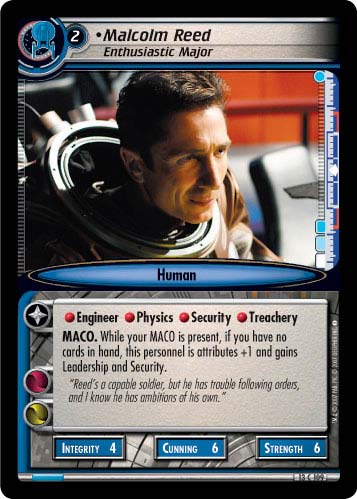 2
•Malcolm Reed
Enthusiastic Major
Human
Engineer Physics Security Treachery
MACO. While your MACO is present, if you have no
cards in hand, this personnel is attributes +1 and gains
Leadership and Security.
"Reed's a capable soldier, but he has trouble following orders,
and I know he has ambitions of his own."
INTEGRITY 4 CUNNING 6 STRENGTH 6
13 C 109